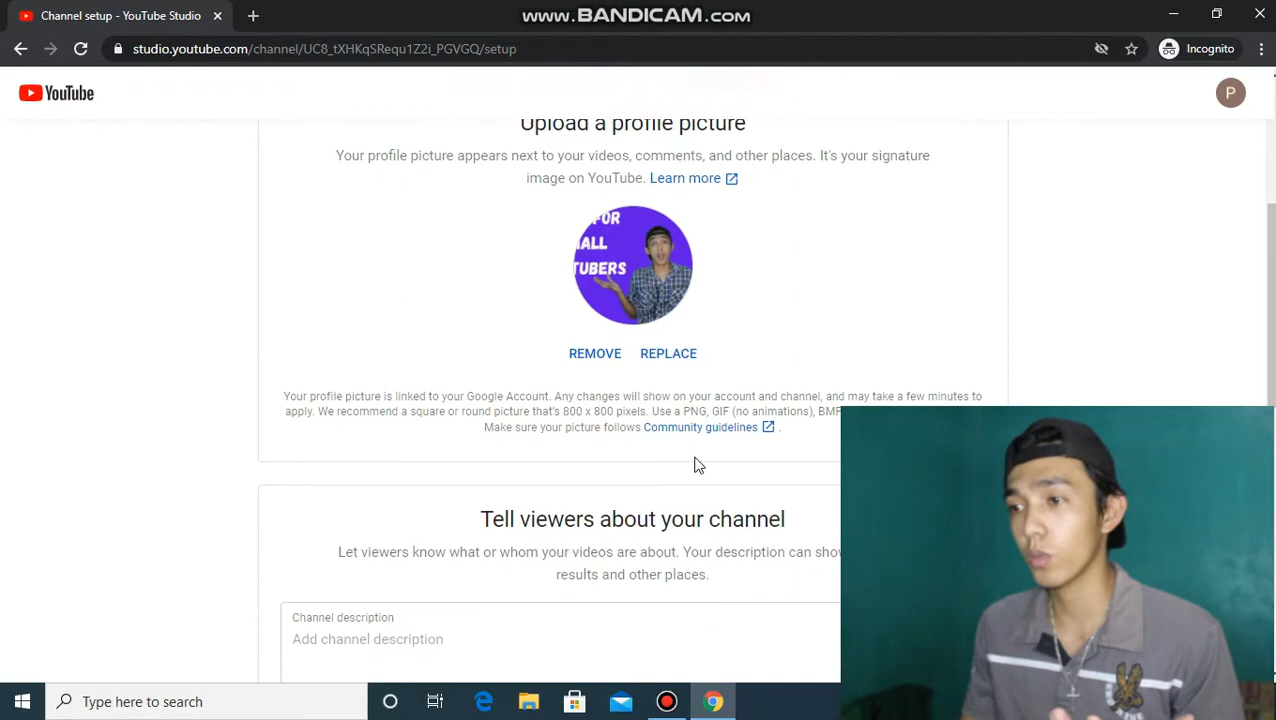 www.BANDICAM.com
Channel setup - YouTube Studio
studio.youtube.com/channel/UC8_tXHKqSRequ1Z2i_PGVGQ/setup
Incognito
YouTube
P
Upload a profile picture
Your profile picture appears next to your videos, comments, and other places. It's your signature
image on YouTube. Learn more
FOR
TUBERS
REMOVE REPLACE
Your profile picture is linked to your Google Account. Any changes will show on your account and channel, and may take a few minutes to
apply. We recommend a square or round picture that's 800 x 800 pixels. Use a PNG, GIF (no animations), BMP
Make sure your picture follows Community guidelines .
Tell viewers about your channel
Let viewers know what or whom your videos are about. Your description can
results and other places.
Channel description
Add channel description
Type here to search